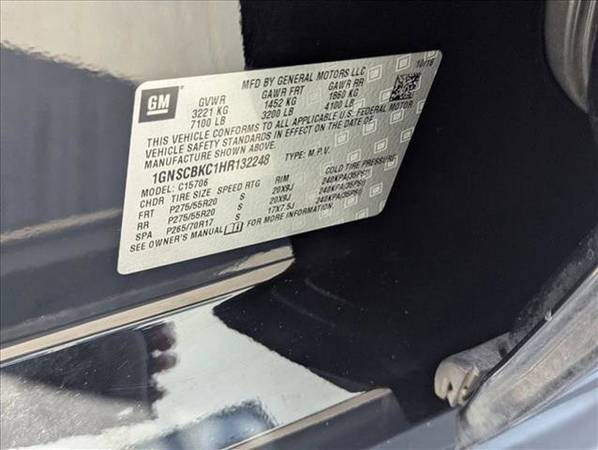 GM
MFD BY GENERAL MOTORS LLC 10/16
GVWR GAWR FRT GAWR RR
3221 KG 1452 KG 1860 KG
7100 LB 3200 LB 4100 LB
THIS VEHICLE CONFORMS TO ALL APPLICABLE U.S. FEDERAL MOTOR
VEHICLE SAFETY STANDARDS IN EFFECT ON THE DATE OF
MANUFACTURE SHOWN ABOVE.
1GNSCBKC1HR132248 TYPE: M.P.V.
MODEL: C15706
CHDR TIRE SIZE SPEED RTG RIM COLD TIRE PRESSURE
FRT P275/55R20 S 20X9J 240KPA(35PSI)
RR P275/55R20 S 20X9J 240KPA(35PSI)
SPA P265/70R17 S 17X7.5J 240KPA(35PSI)
SEE OWNER'S MANUAL FOR MORE INFORMATION.